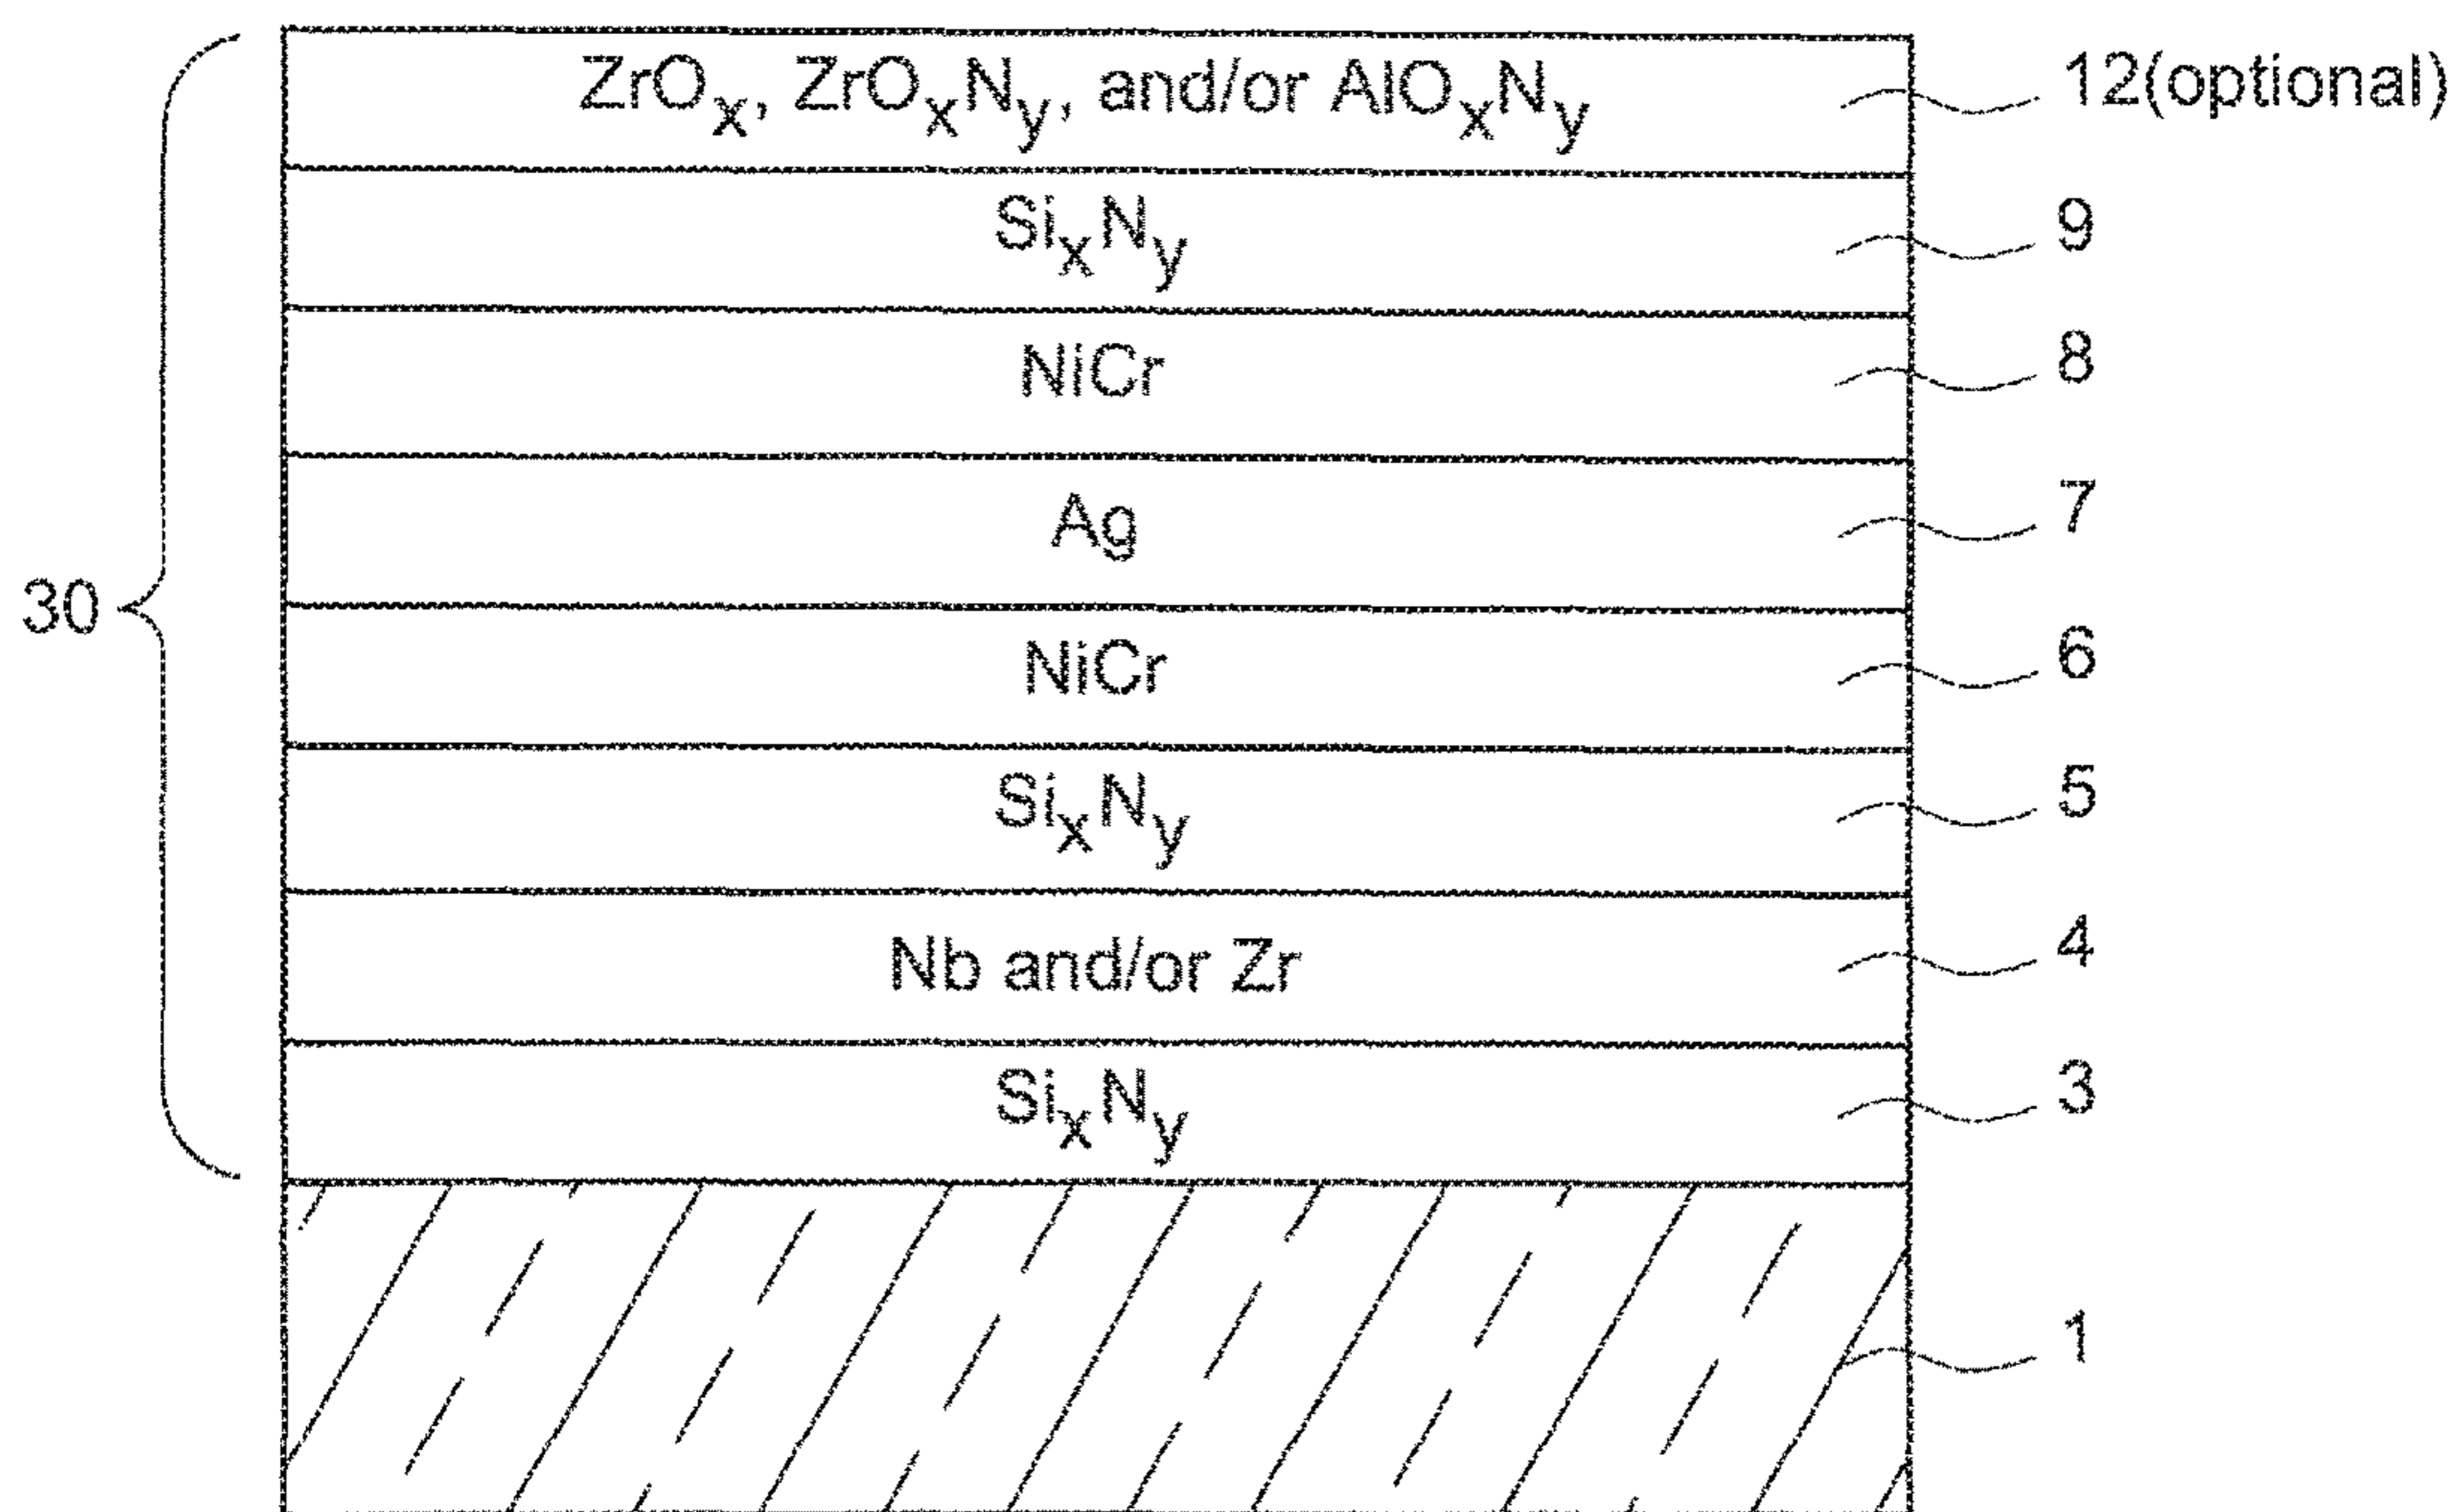 ZrOₓ, ZrOₓNy, and/or AlOₓNy 12(optional)
SiₓNy 9
NiCr 8
Ag 7
30
NiCr 6
SiₓNy 5
Nb and/or Zr 4
SiₓNy 3
1